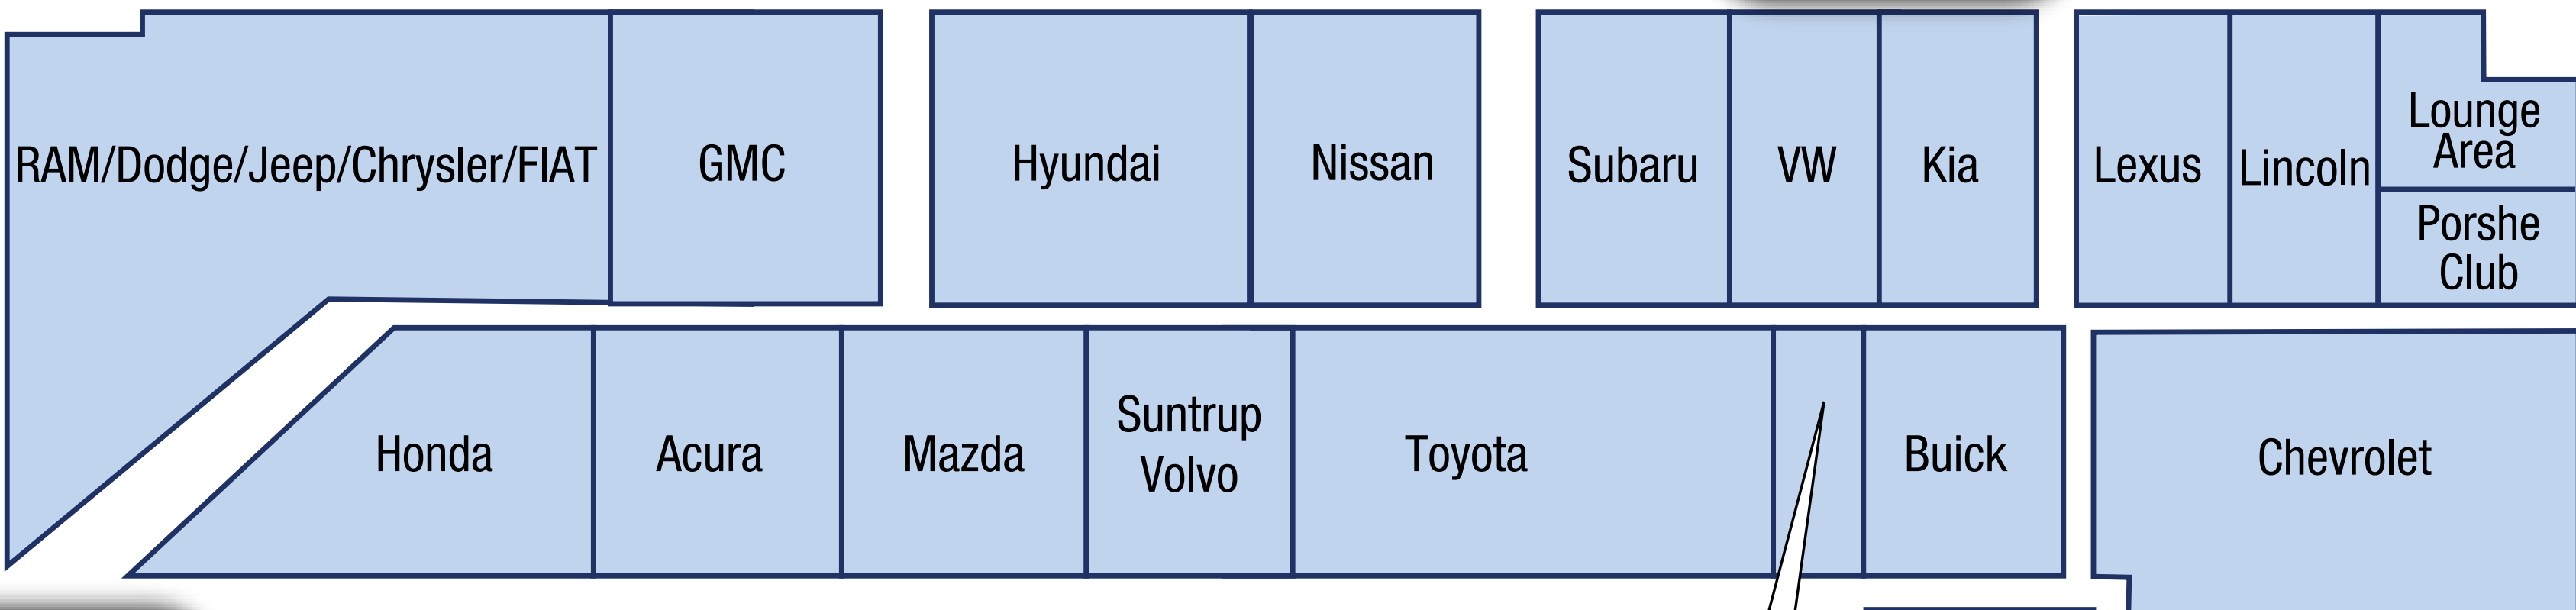 RAM/Dodge/Jeep/Chrysler/FIAT
GMC
Hyundai
Nissan
Subaru
VW
Kia
Lexus
Lincoln
Lounge
Area
Porshe
Club
Honda
Acura
Mazda
Suntrup
Volvo
Toyota
Buick
Chevrolet